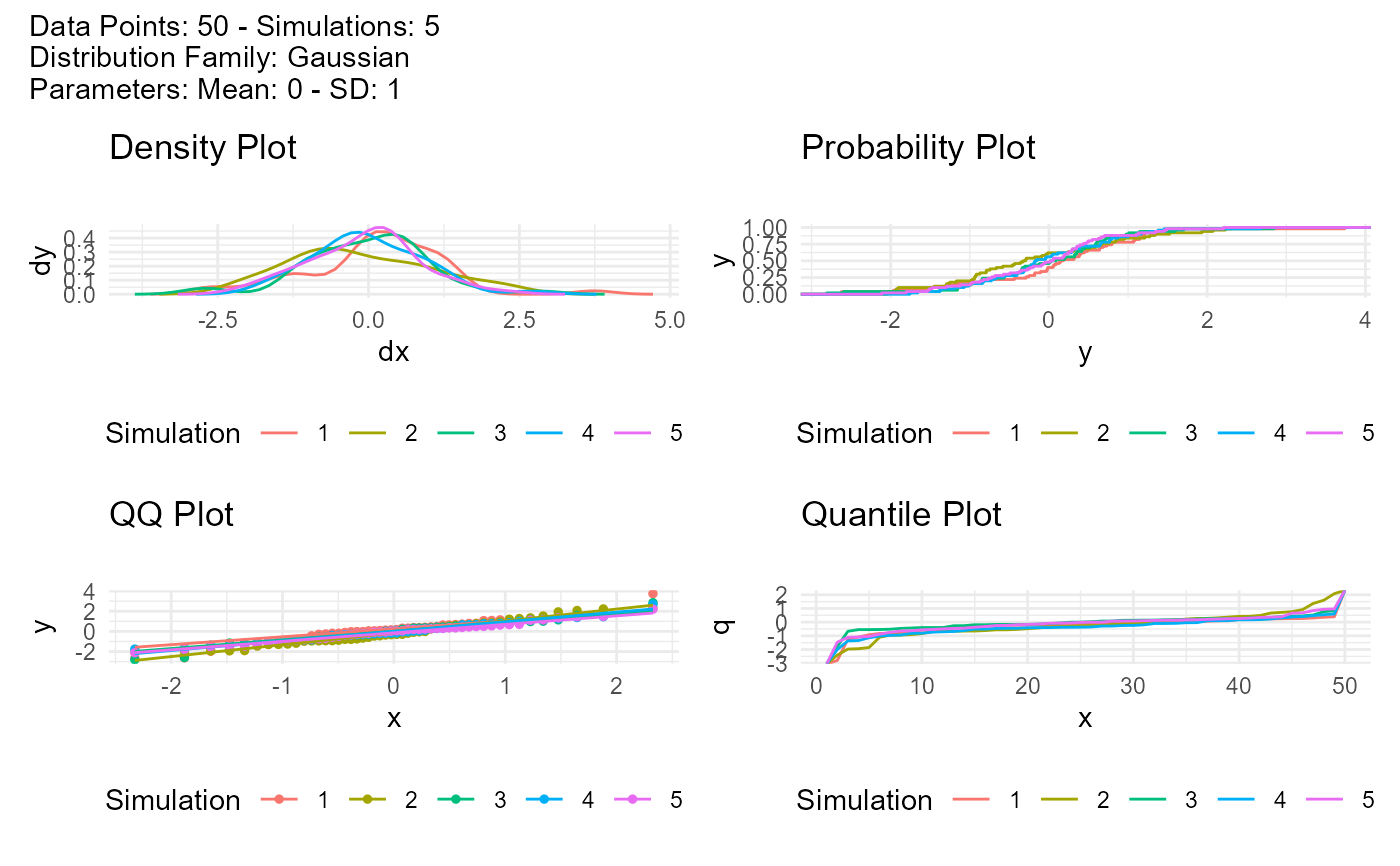 Data Points: 50 - Simulations: 5
Distribution Family: Gaussian
Parameters: Mean: 0 - SD: 1
Density Plot
dy
0.4
0.3
0.2
0.1
0.0
-2.5 0.0 2.5 5.0
dx
Simulation 1 2 3 4 5
Probability Plot
y
1.00
0.75
0.50
0.25
0.00
-2 0 2 4
y
Simulation 1 2 3 4 5
QQ Plot
y
4
2
0
-2
-2 -1 0 1 2
x
Simulation 1 2 3 4 5
Quantile Plot
q
2
1
0
-1
-2
-3
0 10 20 30 40 50
x
Simulation 1 2 3 4 5